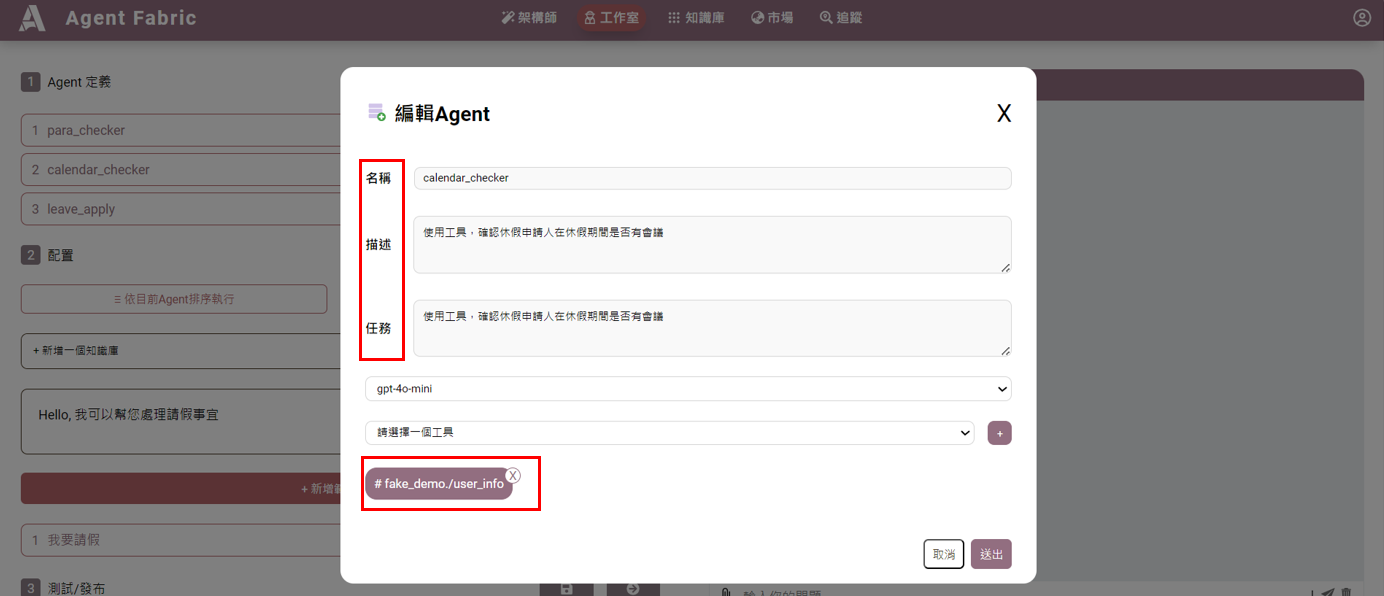 Agent Fabric
架構師
工作室
知識庫
市場
追蹤
1 Agent 定義
1 para_checker
2 calendar_checker
3 leave_apply
2 配置
依目前Agent排序執行
+ 新增一個知識庫
Hello, 我可以幫您處理請假事宜
+ 新增
1 我要請假
3 測試/發布
編輯Agent
X
名稱
calendar_checker
描述
使用工具，確認休假申請人在休假期間是否有會議
任務
使用工具，確認休假申請人在休假期間是否有會議
gpt-4o-mini
請選擇一個工具
+
# fake_demo./user_info
X
取消
送出
輸入你的問題